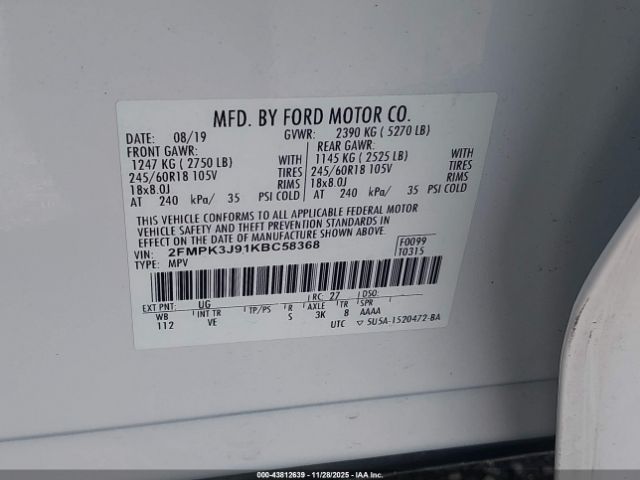 MFD. BY FORD MOTOR CO.
DATE: 08/19 GVWR: 2390 KG ( 5270 LB)
FRONT GAWR: REAR GAWR:
1247 KG ( 2750 LB) WITH 1145 KG ( 2525 LB) WITH
245/60R18 105V TIRES 245/60R18 105V TIRES
18x8.0J RIMS 18x8.0J RIMS
AT 240 kPa/ 35 PSI COLD AT 240 kPa/ 35 PSI COLD
THIS VEHICLE CONFORMS TO ALL APPLICABLE FEDERAL MOTOR
VEHICLE SAFETY, BUMPER, AND THEFT PREVENTION STANDARDS IN
EFFECT ON THE DATE OF MANUFACTURE SHOWN ABOVE.
VIN: 2FMPK3J91KBC58368 F0099
TYPE: MPV T0315
EXT PNT: UG RC: 27 DSO:
WB INT TR TP/PS R AXLE TR SPR
112 VE S 3K 8 AAAA
UTC ▽ 5U5A-1520472-BA
000-43812639 - 11/28/2025 - IAA Inc.